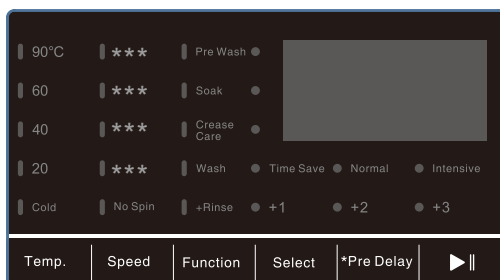 90°C *** Pre Wash
60 *** Soak
40 *** Crease
Care
20 *** Wash Time Save Normal Intensive
Cold No Spin +Rinse +1 +2 +3
Temp. Speed Function Select *Pre Delay